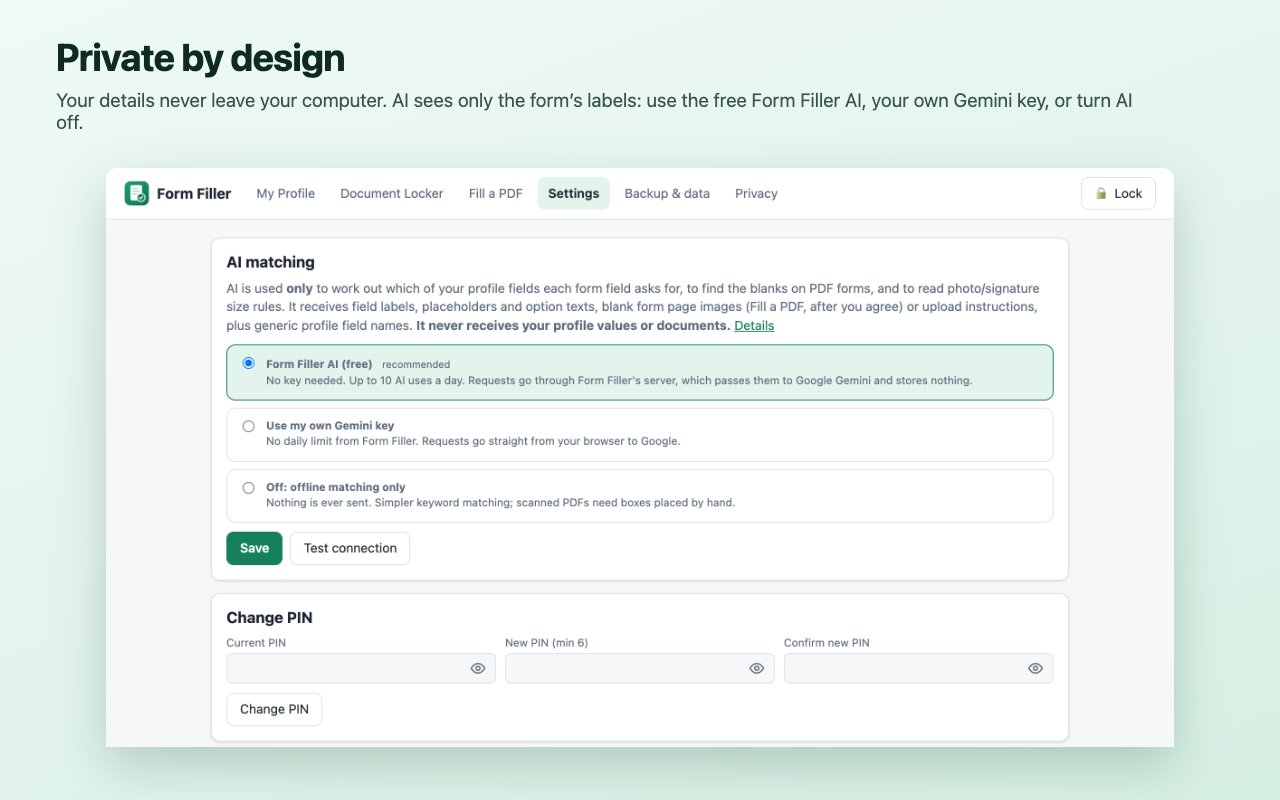 Private by design
Your details never leave your computer. AI sees only the form’s labels: use the free Form Filler AI, your own Gemini key, or turn AI
off.
Form Filler
My Profile
Document Locker
Fill a PDF
Settings
Backup & data
Privacy
🔒 Lock
AI matching
AI is used only to work out which of your profile fields each form field asks for, to find the blanks on PDF forms, and to read photo/signature
size rules. It receives field labels, placeholders and option texts, blank form page images (Fill a PDF, after you agree) or upload instructions,
plus generic profile field names. It never receives your profile values or documents. Details
Form Filler AI (free) recommended
No key needed. Up to 10 AI uses a day. Requests go through Form Filler's server, which passes them to Google Gemini and stores nothing.
Use my own Gemini key
No daily limit from Form Filler. Requests go straight from your browser to Google.
Off: offline matching only
Nothing is ever sent. Simpler keyword matching; scanned PDFs need boxes placed by hand.
Save
Test connection
Change PIN
Current PIN
New PIN (min 6)
Confirm new PIN
Change PIN